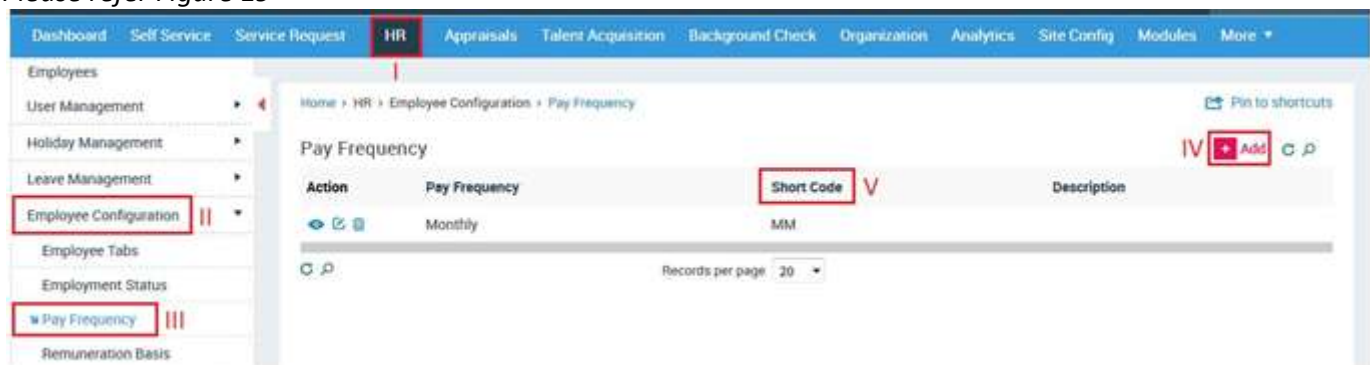 Please refer Figure
Dashboard Self Service Service Request HR Appraisals Talent Acquisition Background Check Organization Analytics Site Config Modules More
I
Employees
User Management
Home › HR › Employee Configuration › Pay Frequency Pin to shortcuts
Holiday Management
Pay Frequency IV + Add
Leave Management
Action Pay Frequency Short Code V Description
Employee Configuration II
Monthly MM
Employee Tabs
Records per page 20
Employment Status
Pay Frequency III
Remuneration Basis